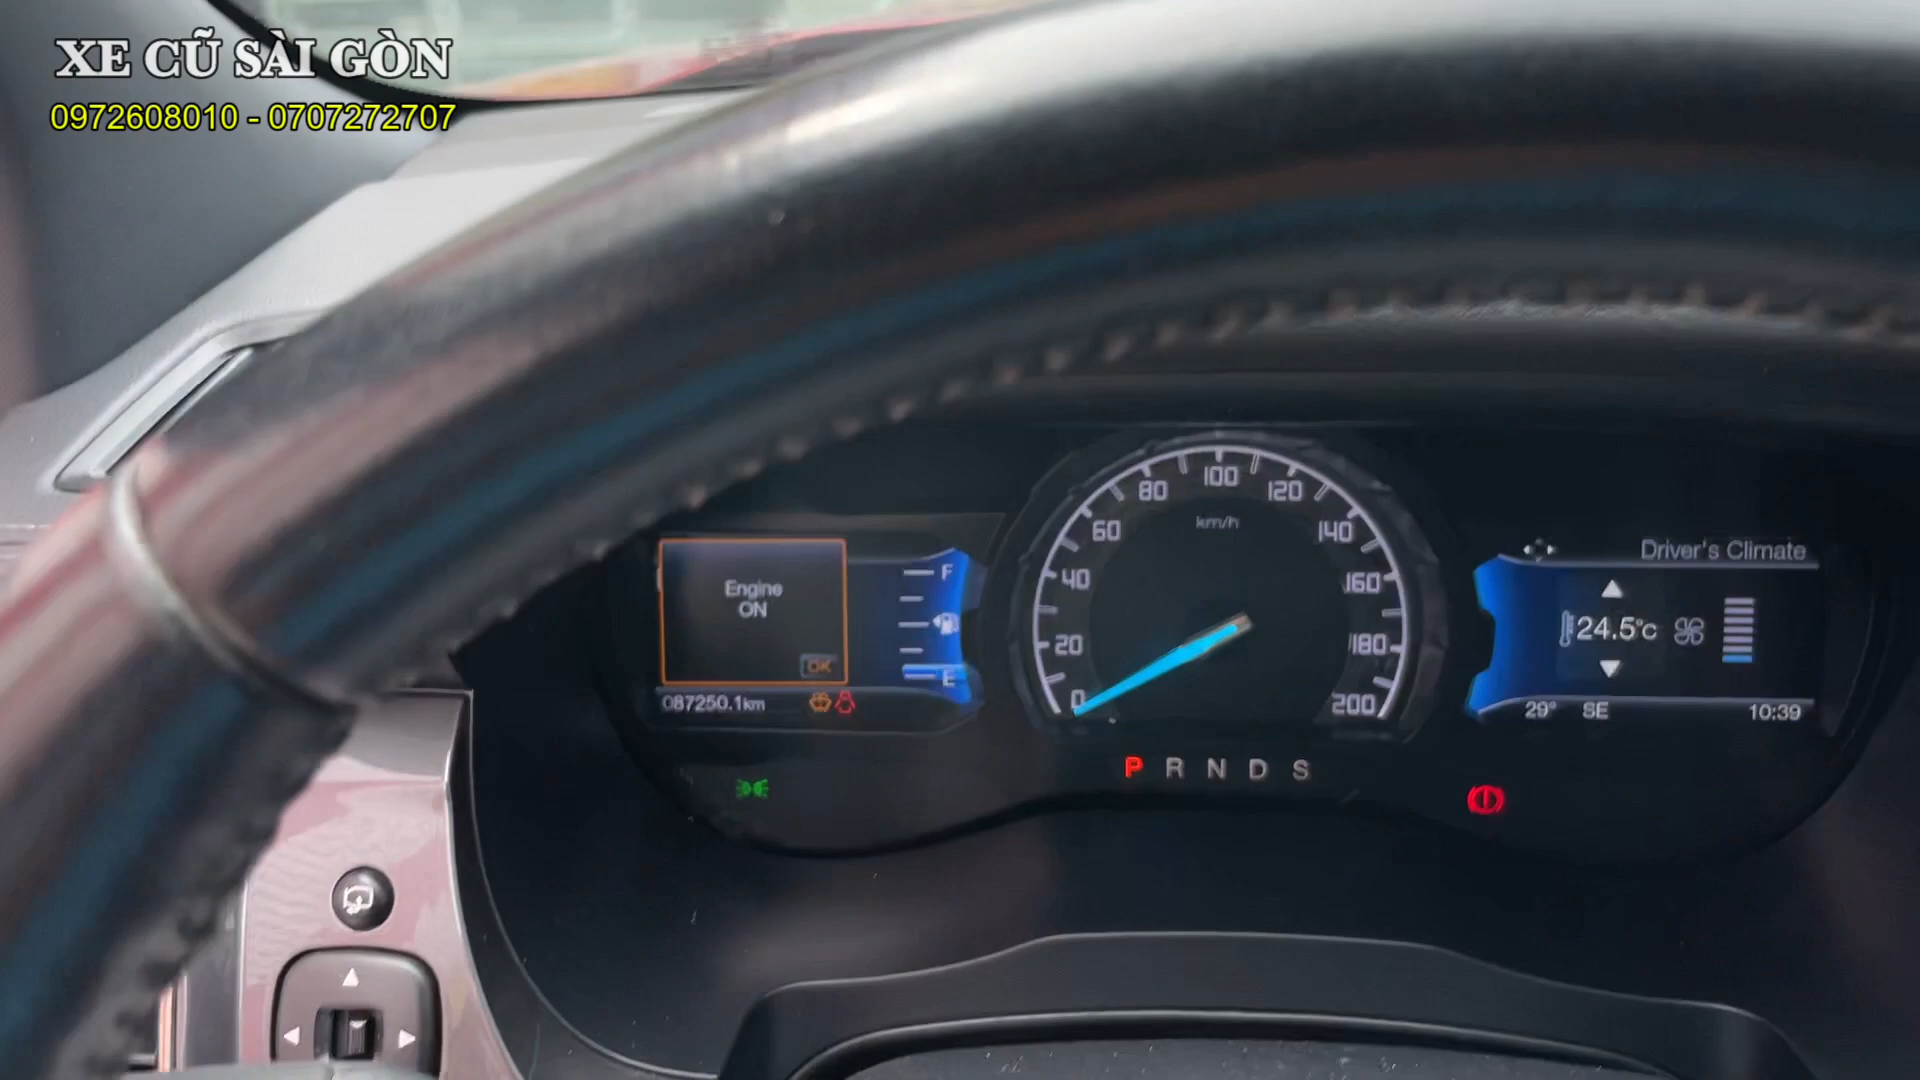 XE CŨ SÀI GÒN
0972608010 - 0707272707
Engine
ON
OK
087250.1km
F
E
0
20
40
60
80
100
120
140
160
180
200
km/h
P R N D S
Driver's Climate
24.5°c
29° SE 10:39